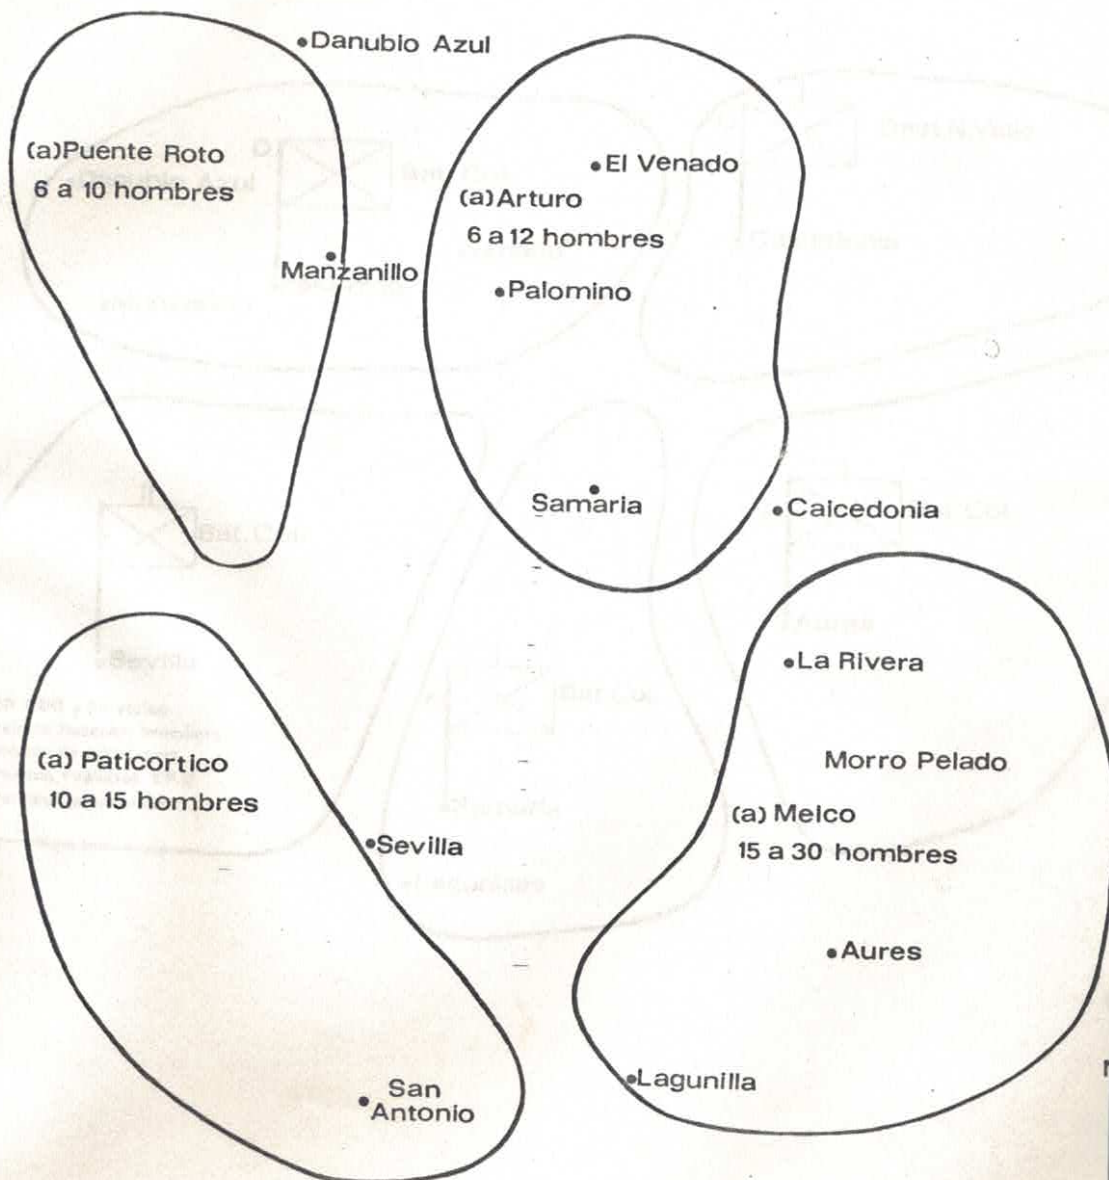 Danubio Azul
(a)Puente Roto
6 a 10 hombres
Manzanillo
El Venado
(a)Arturo
6 a 12 hombres
Palomino
Samaria
Caicedonia
(a) Paticortico
10 a 15 hombres
Sevilla
San
Antonio
La Rivera
Morro Pelado
(a) Melco
15 a 30 hombres
Aures
Lagunilla